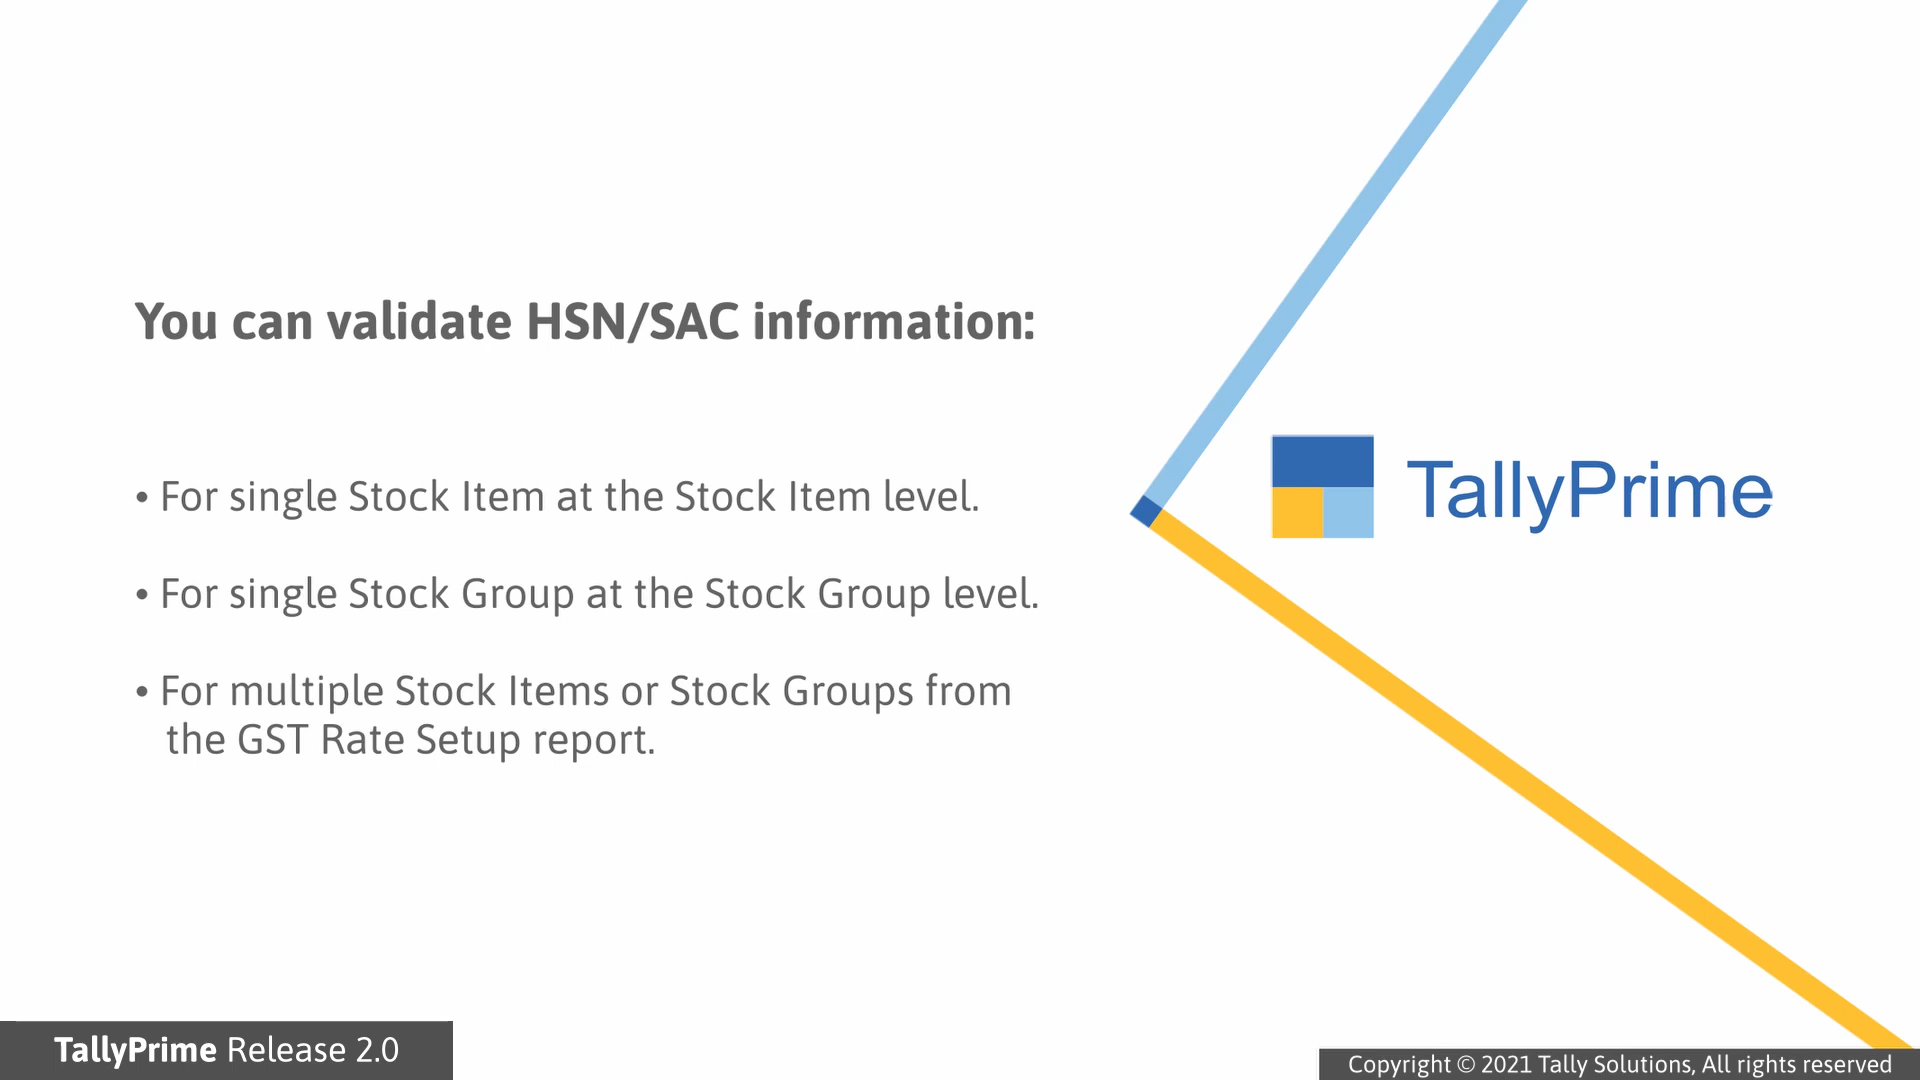 You can validate HSN/SAC information:
• For single Stock Item at the Stock Item level.
• For single Stock Group at the Stock Group level.
• For multiple Stock Items or Stock Groups from
the GST Rate Setup report.
TallyPrime
TallyPrime Release 2.0
Copyright © 2021 Tally Solutions, All rights reserved